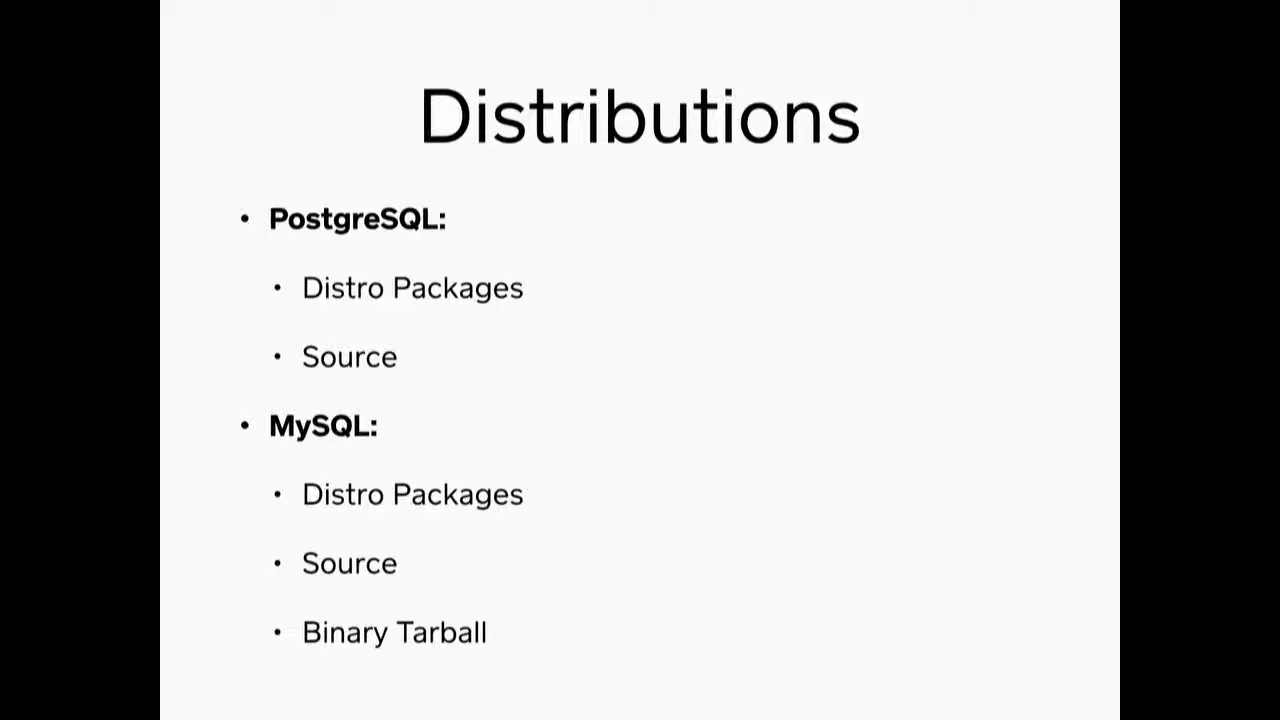 Distributions
• PostgreSQL:
• Distro Packages
• Source
• MySQL:
• Distro Packages
• Source
• Binary Tarball